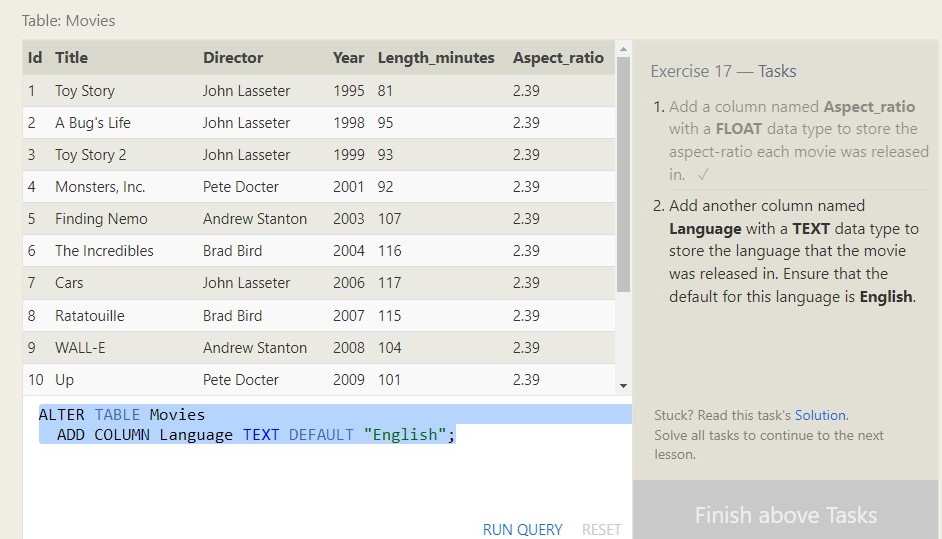 Table: Movies
Id Title Director Year Length_minutes Aspect_ratio
1 Toy Story John Lasseter 1995 81 2.39
2 A Bug's Life John Lasseter 1998 95 2.39
3 Toy Story 2 John Lasseter 1999 93 2.39
4 Monsters, Inc. Pete Docter 2001 92 2.39
5 Finding Nemo Andrew Stanton 2003 107 2.39
6 The Incredibles Brad Bird 2004 116 2.39
7 Cars John Lasseter 2006 117 2.39
8 Ratatouille Brad Bird 2007 115 2.39
9 WALL-E Andrew Stanton 2008 104 2.39
10 Up Pete Docter 2009 101 2.39
ALTER TABLE Movies
ADD COLUMN Language TEXT DEFAULT "English";
RUN QUERY RESET
Exercise 17 — Tasks
1. Add a column named Aspect_ratio
with a FLOAT data type to store the
aspect-ratio each movie was released
in. ✓
2. Add another column named
Language with a TEXT data type to
store the language that the movie
was released in. Ensure that the
default for this language is English.
Stuck? Read this task's Solution.
Solve all tasks to continue to the next
lesson.
Finish above Tasks